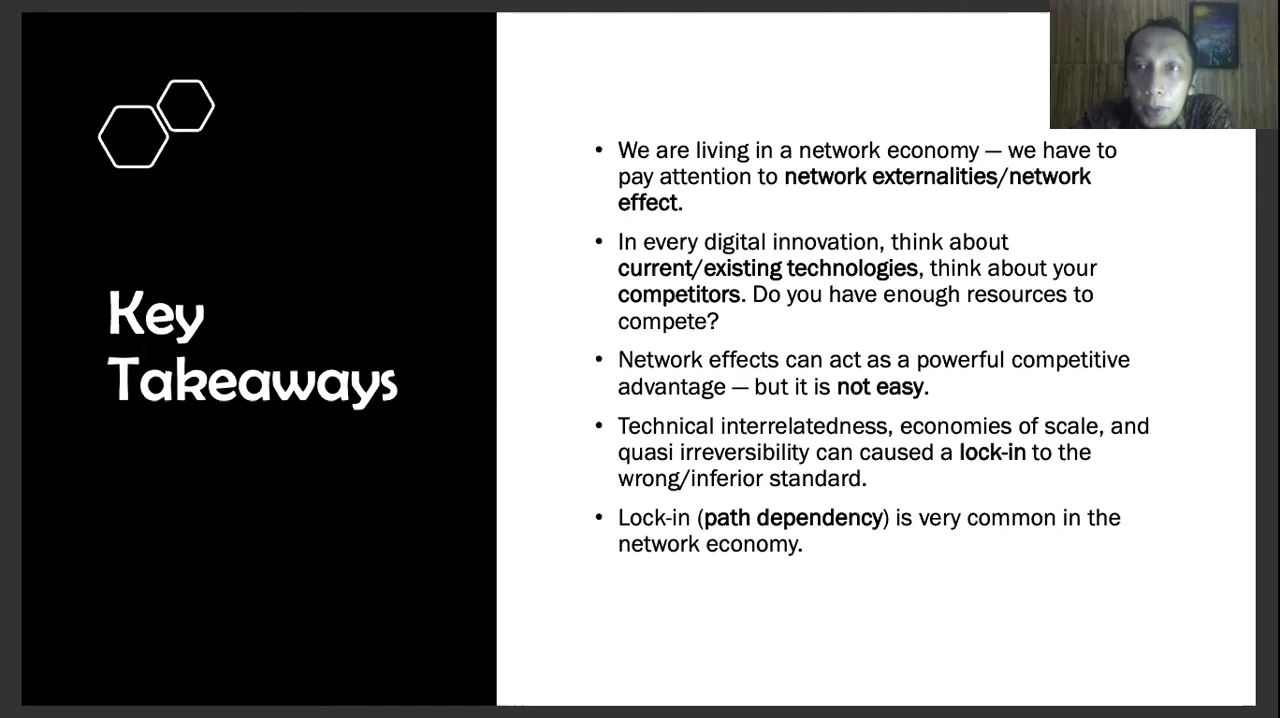 Key
Takeaways
• We are living in a network economy — we have to
pay attention to network externalities/network
effect.
• In every digital innovation, think about
current/existing technologies, think about your
competitors. Do you have enough resources to
compete?
• Network effects can act as a powerful competitive
advantage — but it is not easy.
• Technical interrelatedness, economies of scale, and
quasi irreversibility can caused a lock-in to the
wrong/inferior standard.
• Lock-in (path dependency) is very common in the
network economy.